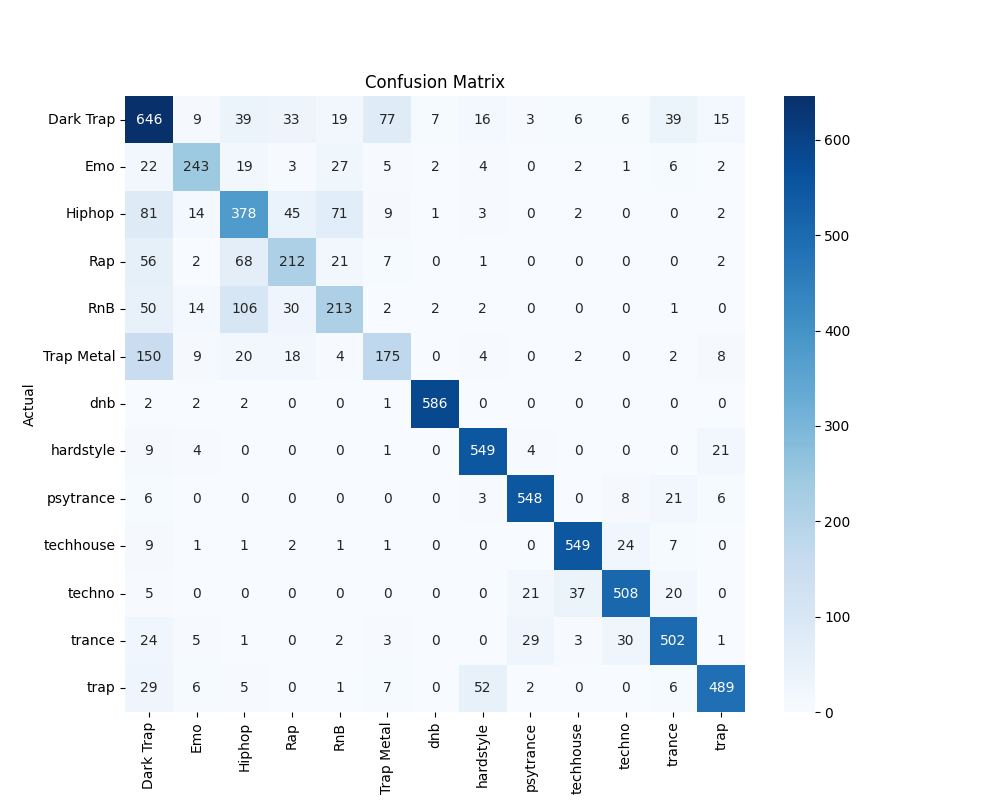 Confusion Matrix
Dark Trap 646 9 39 33 19 77 7 16 3 6 6 39 15
Emo 22 243 19 3 27 5 2 4 0 2 1 6 2
Hiphop 81 14 378 45 71 9 1 3 0 2 0 0 2
Rap 56 2 68 212 21 7 0 1 0 0 0 0 2
RnB 50 14 106 30 213 2 2 2 0 0 0 1 0
Trap Metal 150 9 20 18 4 175 0 4 0 2 0 2 8
dnb 2 2 2 0 0 1 586 0 0 0 0 0 0
hardstyle 9 4 0 0 0 1 0 549 4 0 0 0 21
psytrance 6 0 0 0 0 0 0 3 548 0 8 21 6
techhouse 9 1 1 2 1 1 0 0 0 549 24 7 0
techno 5 0 0 0 0 0 0 0 21 37 508 20 0
trance 24 5 1 0 2 3 0 0 29 3 30 502 1
trap 29 6 5 0 1 7 0 52 2 0 0 6 489
Actual
Dark Trap Emo Hiphop Rap RnB Trap Metal dnb hardstyle psytrance techhouse techno trance trap
600
500
400
300
200
100
0